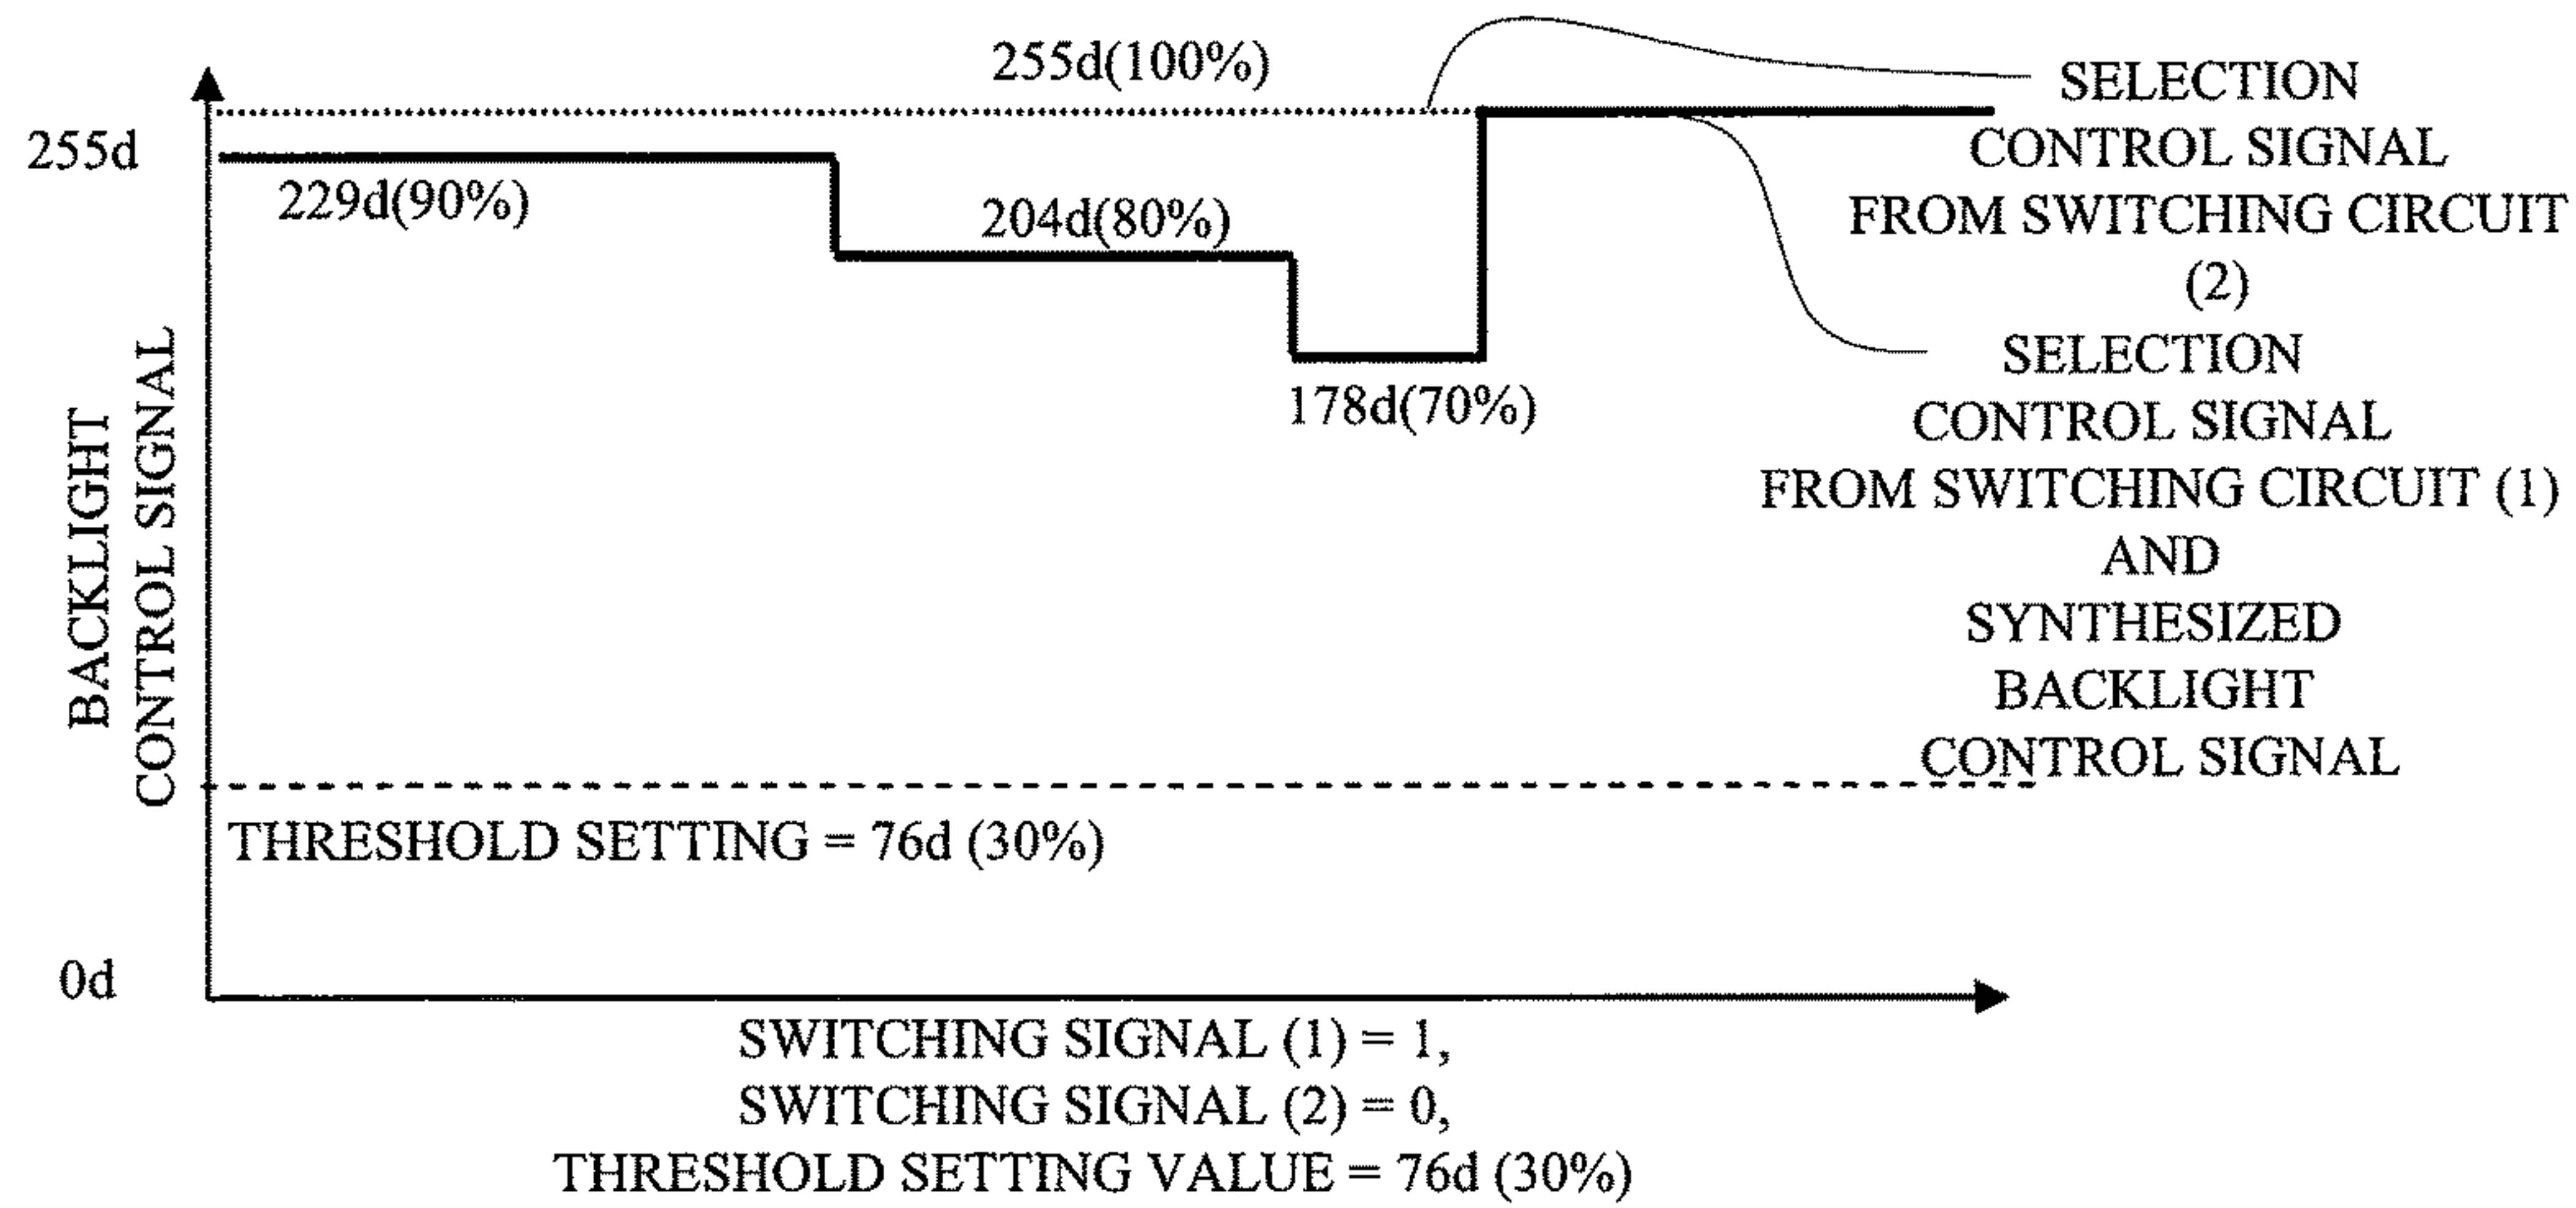 255d(100%)
255d
229d(90%)
204d(80%)
178d(70%)
SELECTION
CONTROL SIGNAL
FROM SWITCHING CIRCUIT
(2)
SELECTION
CONTROL SIGNAL
FROM SWITCHING CIRCUIT (1)
AND
SYNTHESIZED
BACKLIGHT
CONTROL SIGNAL
BACKLIGHT
CONTROL SIGNAL
THRESHOLD SETTING = 76d (30%)
0d
SWITCHING SIGNAL (1) = 1,
SWITCHING SIGNAL (2) = 0,
THRESHOLD SETTING VALUE = 76d (30%)